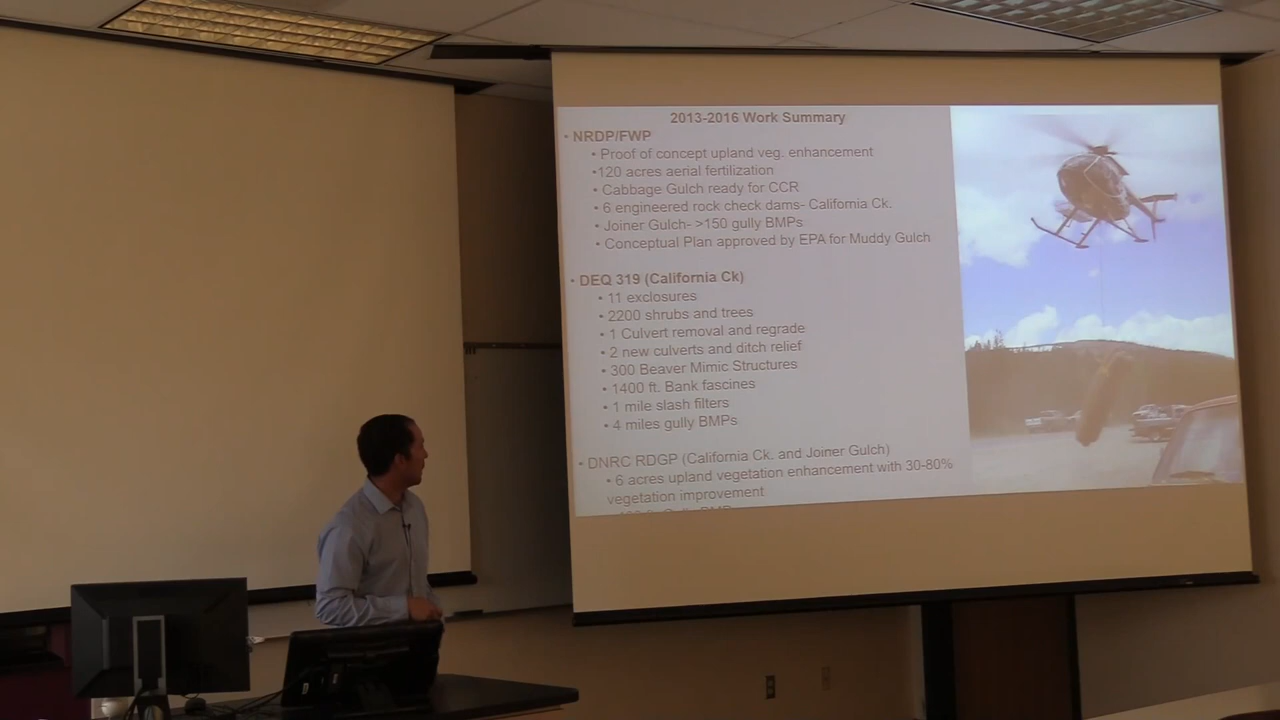 2013-2016 Work Summary
• NRDP/FWP
• Proof of concept upland veg. enhancement
•120 acres aerial fertilization
• Cabbage Gulch ready for CCR
• 6 engineered rock check dams- California Ck.
• Joiner Gulch- >150 gully BMPs
• Conceptual Plan approved by EPA for Muddy Gulch
• DEQ 319 (California Ck)
• 11 exclosures
• 2200 shrubs and trees
• 1 Culvert removal and regrade
• 2 new culverts and ditch relief
• 300 Beaver Mimic Structures
• 1400 ft. Bank fascines
• 1 mile slash filters
• 4 miles gully BMPs
• DNRC RDGP (California Ck. and Joiner Gulch)
• 6 acres upland vegetation enhancement with 30-80%
vegetation improvement